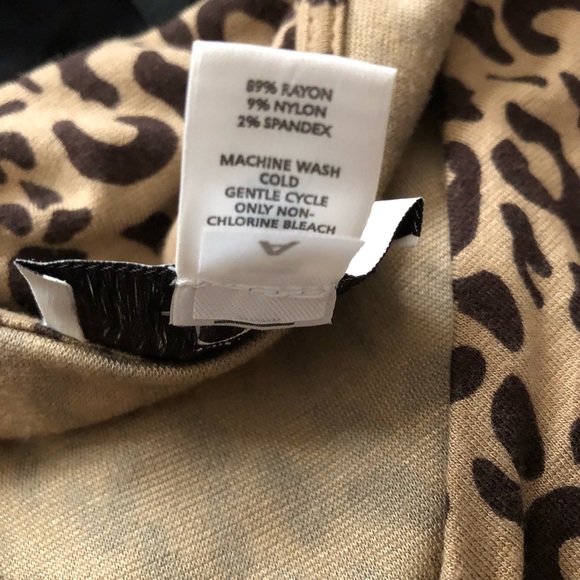 89% RAYON
9% NYLON
2% SPANDEX
MACHINE WASH
COLD
GENTLE CYCLE
ONLY NON-
CHLORINE BLEACH